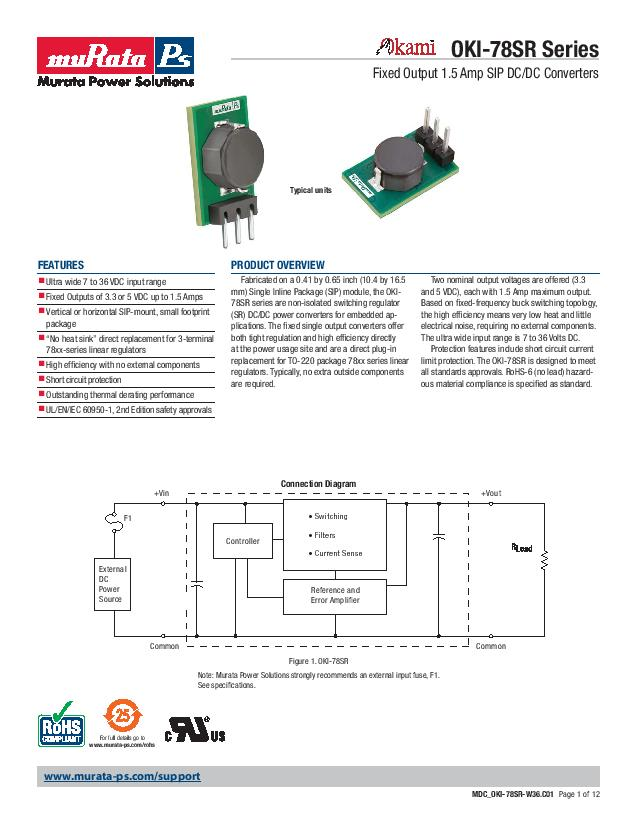 muRata Ps
Murata Power Solutions
Okami OKI-78SR Series
Fixed Output 1.5 Amp SIP DC/DC Converters
muRata Ps
Typical units
FEATURES
Ultra wide 7 to 36 VDC input range
Fixed Outputs of 3.3 or 5 VDC up to 1.5 Amps
Vertical or horizontal SIP-mount, small footprint
package
“No heat sink” direct replacement for 3-terminal
78xx-series linear regulators
High efficiency with no external components
Short circuit protection
Outstanding thermal derating performance
UL/EN/IEC 60950-1, 2nd Edition safety approvals
PRODUCT OVERVIEW
Fabricated on a 0.41 by 0.65 inch (10.4 by 16.5
mm) Single Inline Package (SIP) module, the OKI-
78SR series are non-isolated switching regulator
(SR) DC/DC power converters for embedded ap-
plications. The fixed single output converters offer
both tight regulation and high efficiency directly
at the power usage site and are a direct plug-in
replacement for TO-220 package 78xx series linear
regulators. Typically, no extra outside components
are required.
Two nominal output voltages are offered (3.3
and 5 VDC), each with 1.5 Amp maximum output.
Based on fixed-frequency buck switching topology,
the high efficiency means very low heat and little
electrical noise, requiring no external components.
The ultra wide input range is 7 to 36 Volts DC.
Protection features include short circuit current
limit protection. The OKI-78SR is designed to meet
all standards approvals. RoHS-6 (no lead) hazard-
ous material compliance is specified as standard.
Connection Diagram
+Vin
+Vout
F1
• Switching
• Filters
• Current Sense
Controller
RLoad
External
DC
Power
Source
Reference and
Error Amplifier
Common
Common
Figure 1. OKI-78SR
Note: Murata Power Solutions strongly recommends an external input fuse, F1.
See specifications.
RoHS
COMPLIANT
25
For full details go to
www.murata-ps.com/rohs
c RU ® US
www.murata-ps.com/support
MDC_OKI-78SR-W36.C01 Page 1 of 12